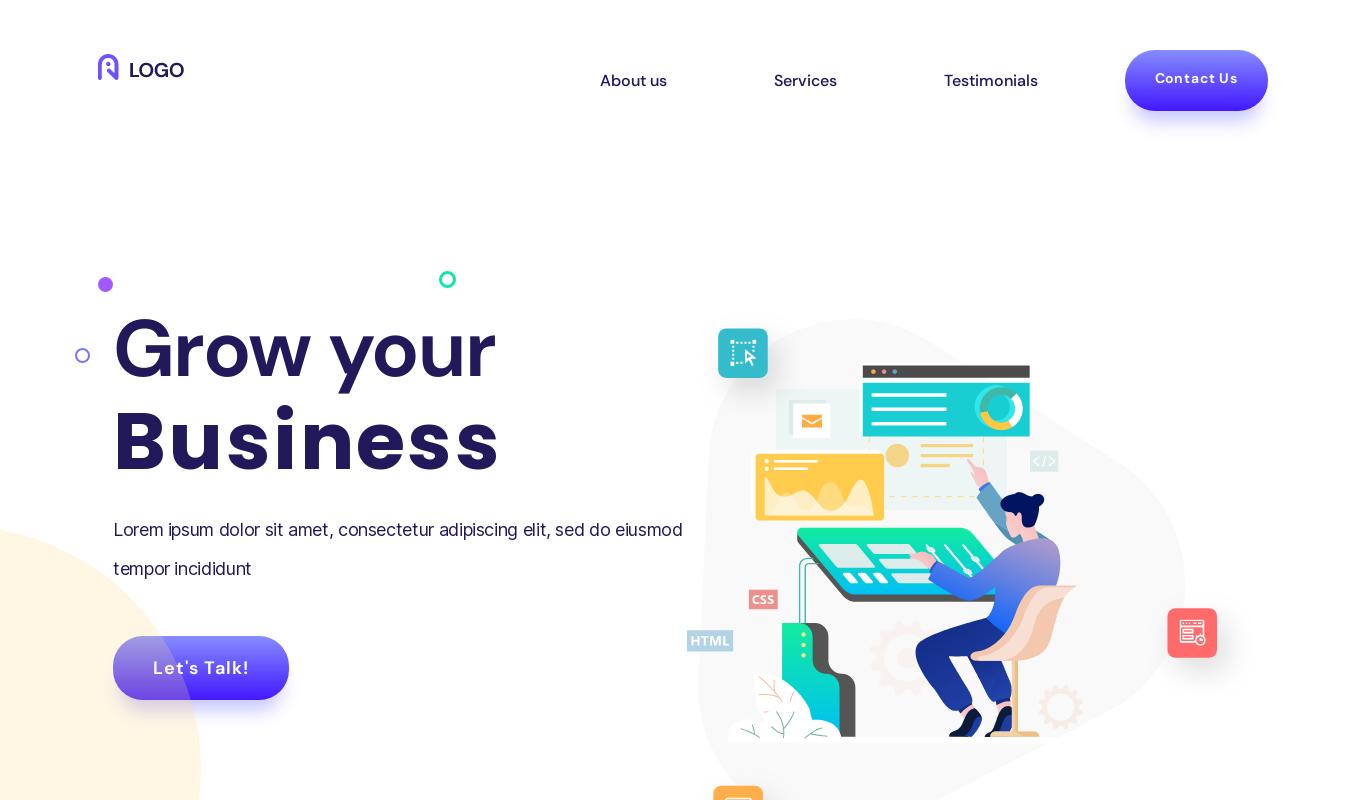 LOGO
About us
Services
Testimonials
Contact Us
Grow your
Business
Lorem ipsum dolor sit amet, consectetur adipiscing elit, sed do eiusmod
tempor incididunt
Let's Talk!
</>
CSS
HTML